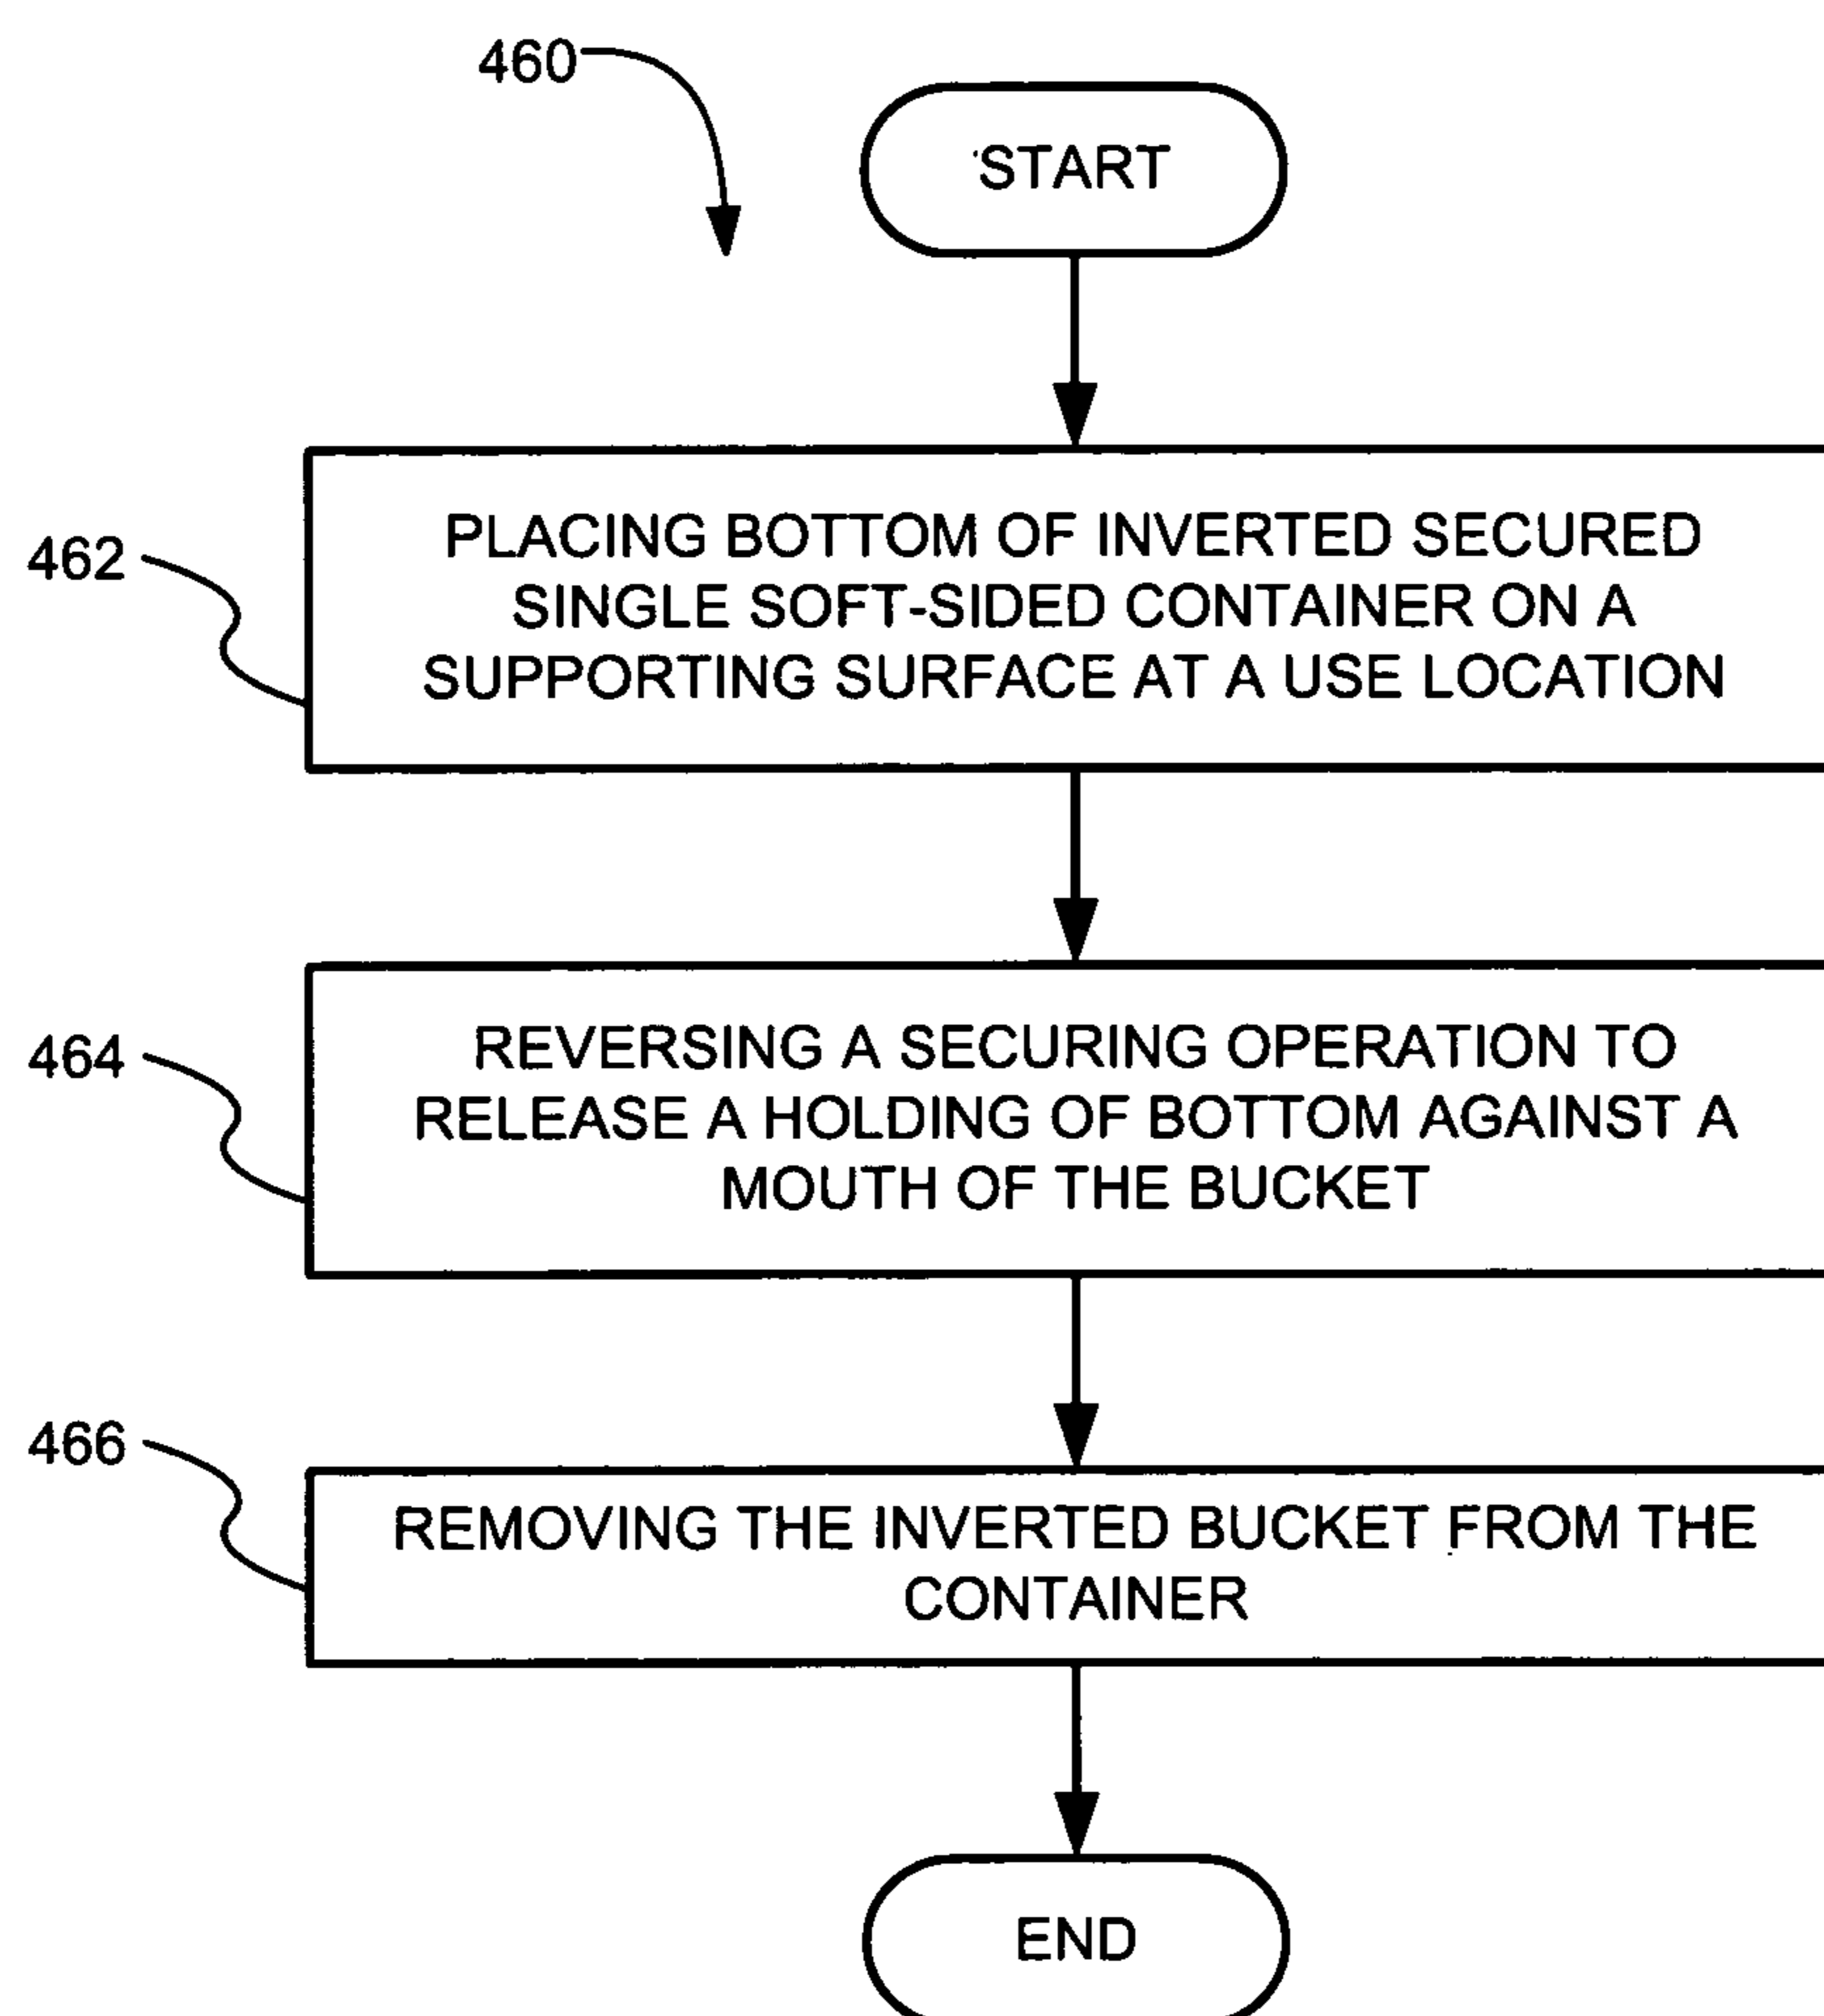 460
START
462
PLACING BOTTOM OF INVERTED SECURED
SINGLE SOFT-SIDED CONTAINER ON A
SUPPORTING SURFACE AT A USE LOCATION
464
REVERSING A SECURING OPERATION TO
RELEASE A HOLDING OF BOTTOM AGAINST A
MOUTH OF THE BUCKET
466
REMOVING THE INVERTED BUCKET FROM THE
CONTAINER
END